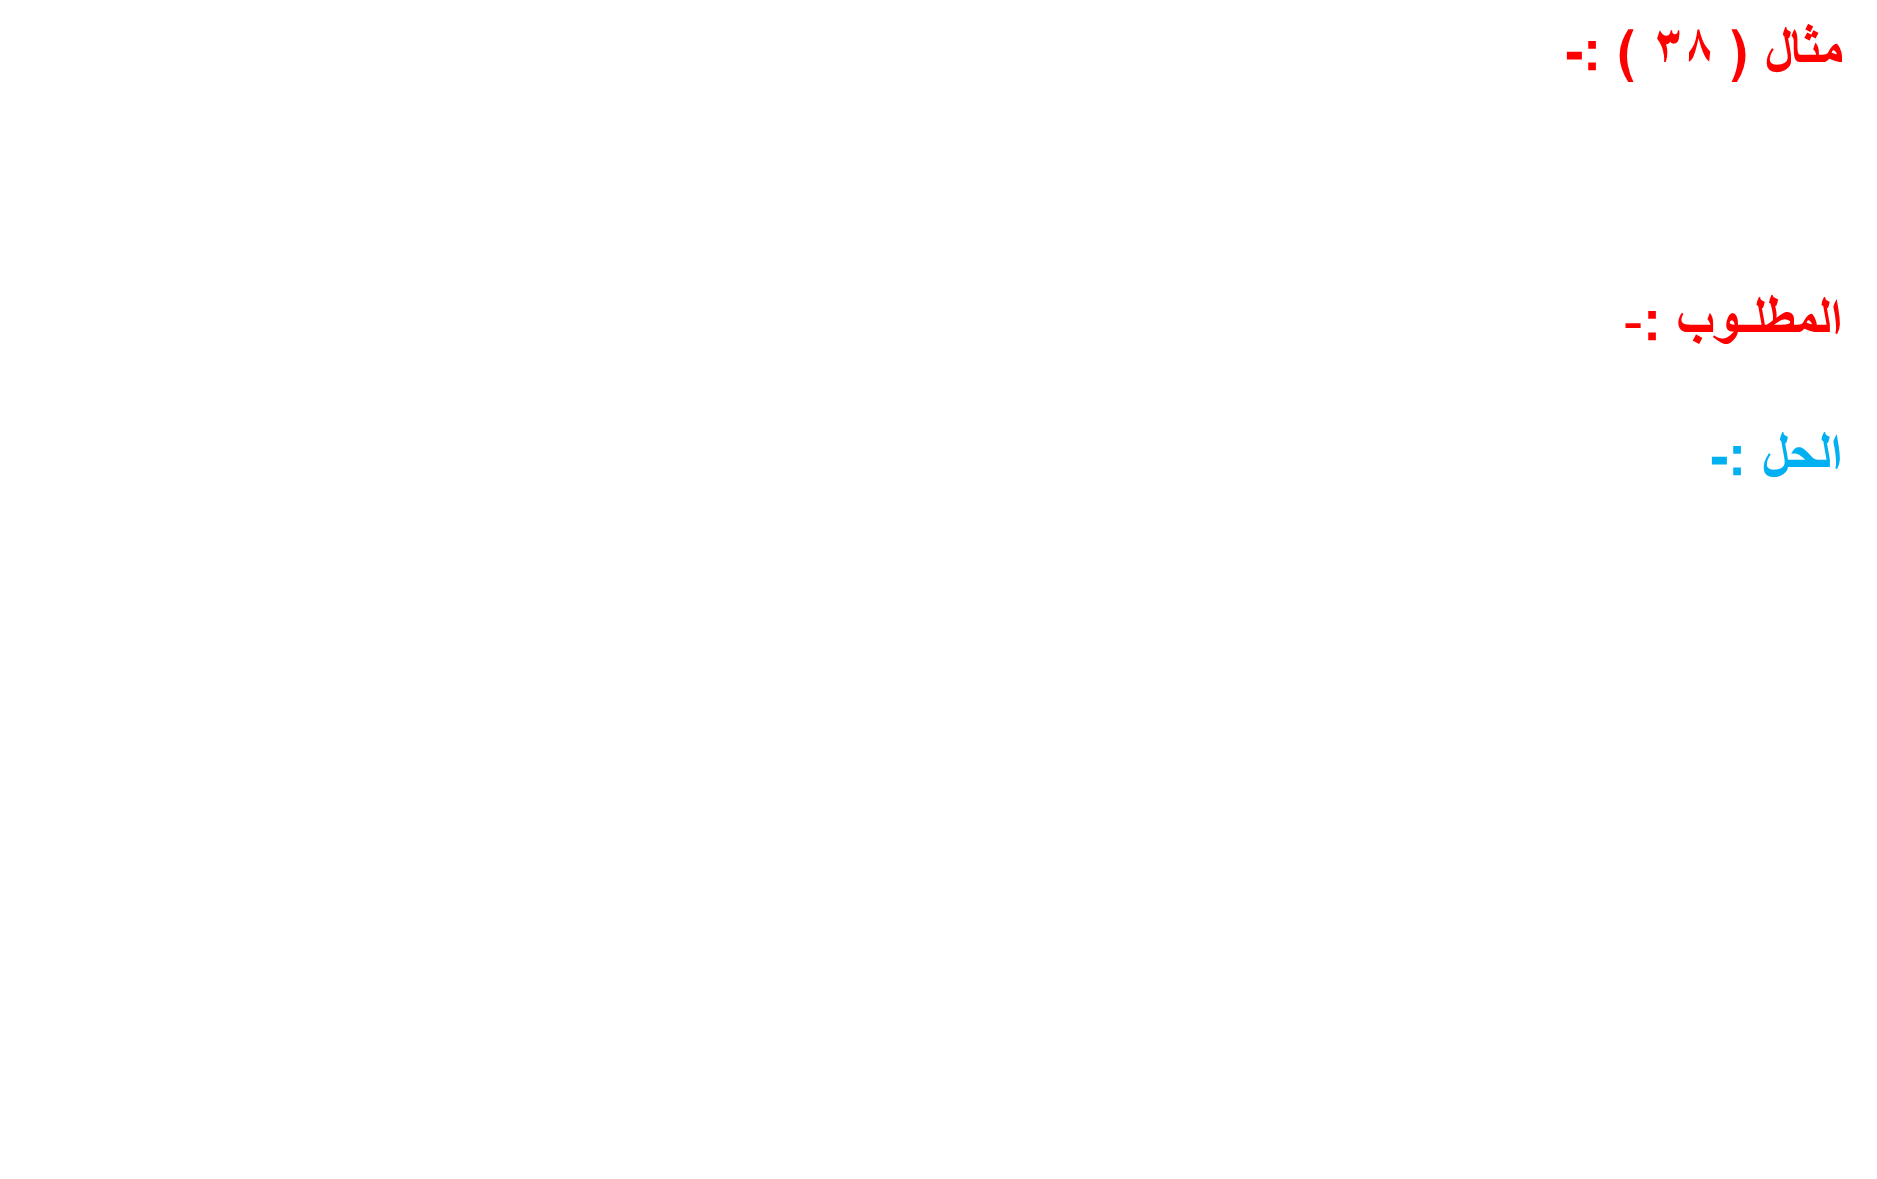 مثال ( ٣٨ ) :-
المطلـوب :-
الحل :-